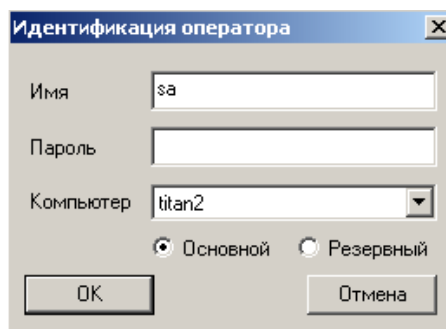 Идентификация оператора
Имя sa
Пароль
Компьютер titan2
Основной Резервный
OK Отмена